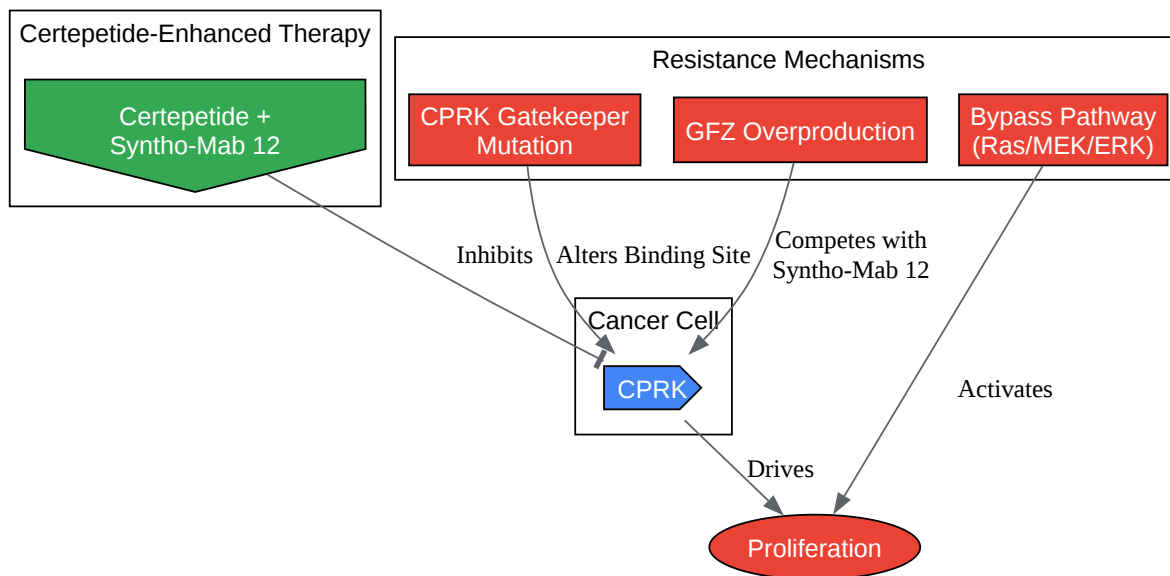 Certepetide-Enhanced Therapy
Certepetide +
Syntho-Mab 12
Resistance Mechanisms
CPRK Gatekeeper
Mutation
GFZ Overproduction
Bypass Pathway
(Ras/MEK/ERK)
Inhibits
Alters Binding Site
Competes with
Syntho-Mab 12
Cancer Cell
CPRK
Activates
Drives
Proliferation